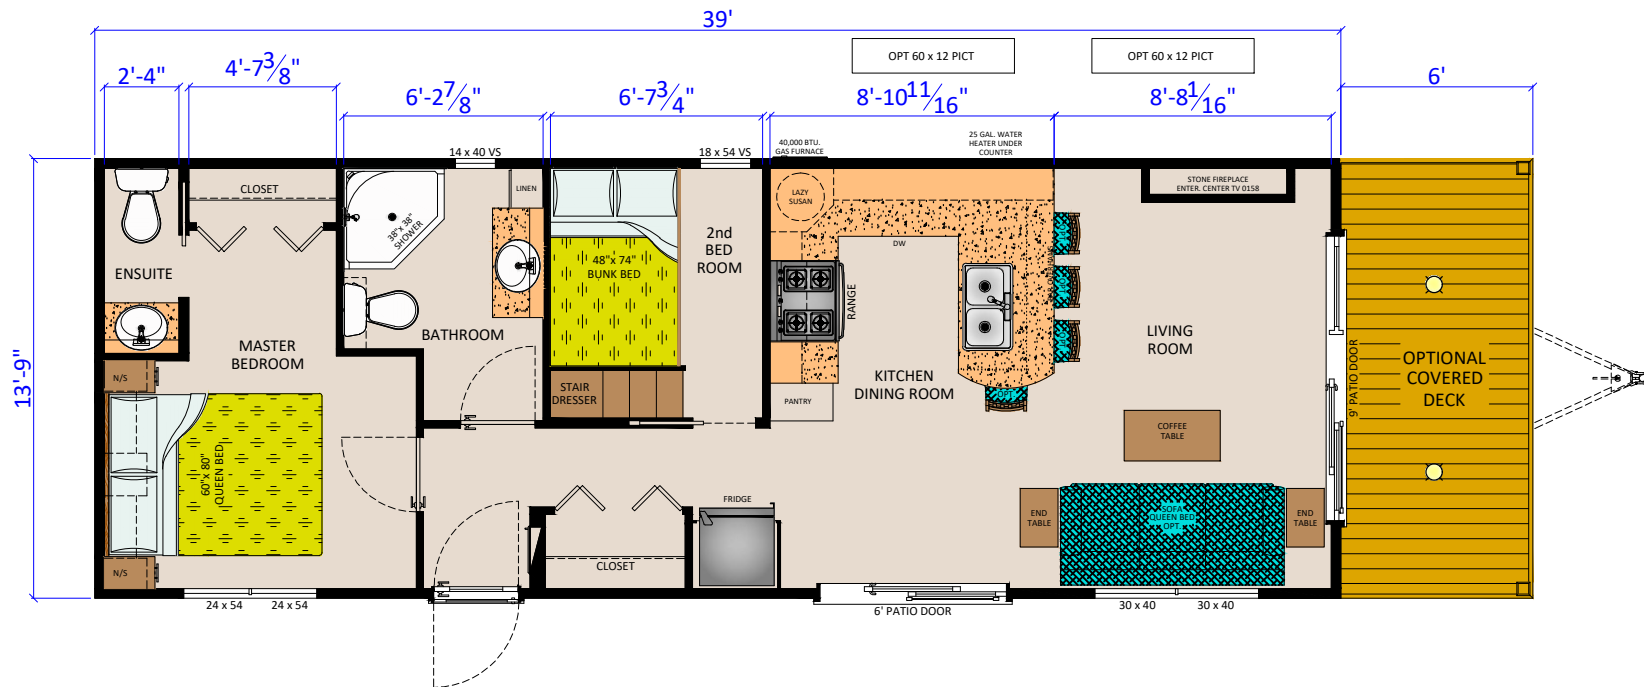 39'
OPT 60 x 12 PICT
OPT 60 x 12 PICT
2'-4"
4'-7 3/8"
6'-2 7/8"
6'-7 3/4"
8'-10 11/16"
8'-8 1/16"
6'
14 x 40 VS
18 x 54 VS
40,000 BTU.
GAS FURNACE
25 GAL. WATER
HEATER UNDER
COUNTER
CLOSET
LINEN
38"x 38"
SHOWER
LAZY
SUSAN
STONE FIREPLACE
ENTER. CENTER TV 0158
ENSUITE
2nd
BED
ROOM
48"x 74"
BUNK BED
DW
RANGE
MASTER
BEDROOM
BATHROOM
LIVING
ROOM
13'-9"
N/S
STAIR
DRESSER
PANTRY
KITCHEN
DINING ROOM
OPT.
9' PATIO DOOR
OPTIONAL
COVERED
DECK
COFFEE
TABLE
60"x 80"
QUEEN BED
FRIDGE
END
TABLE
SOFA
QUEEN BED
OPT.
END
TABLE
N/S
CLOSET
24 x 54
24 x 54
6' PATIO DOOR
30 x 40
30 x 40